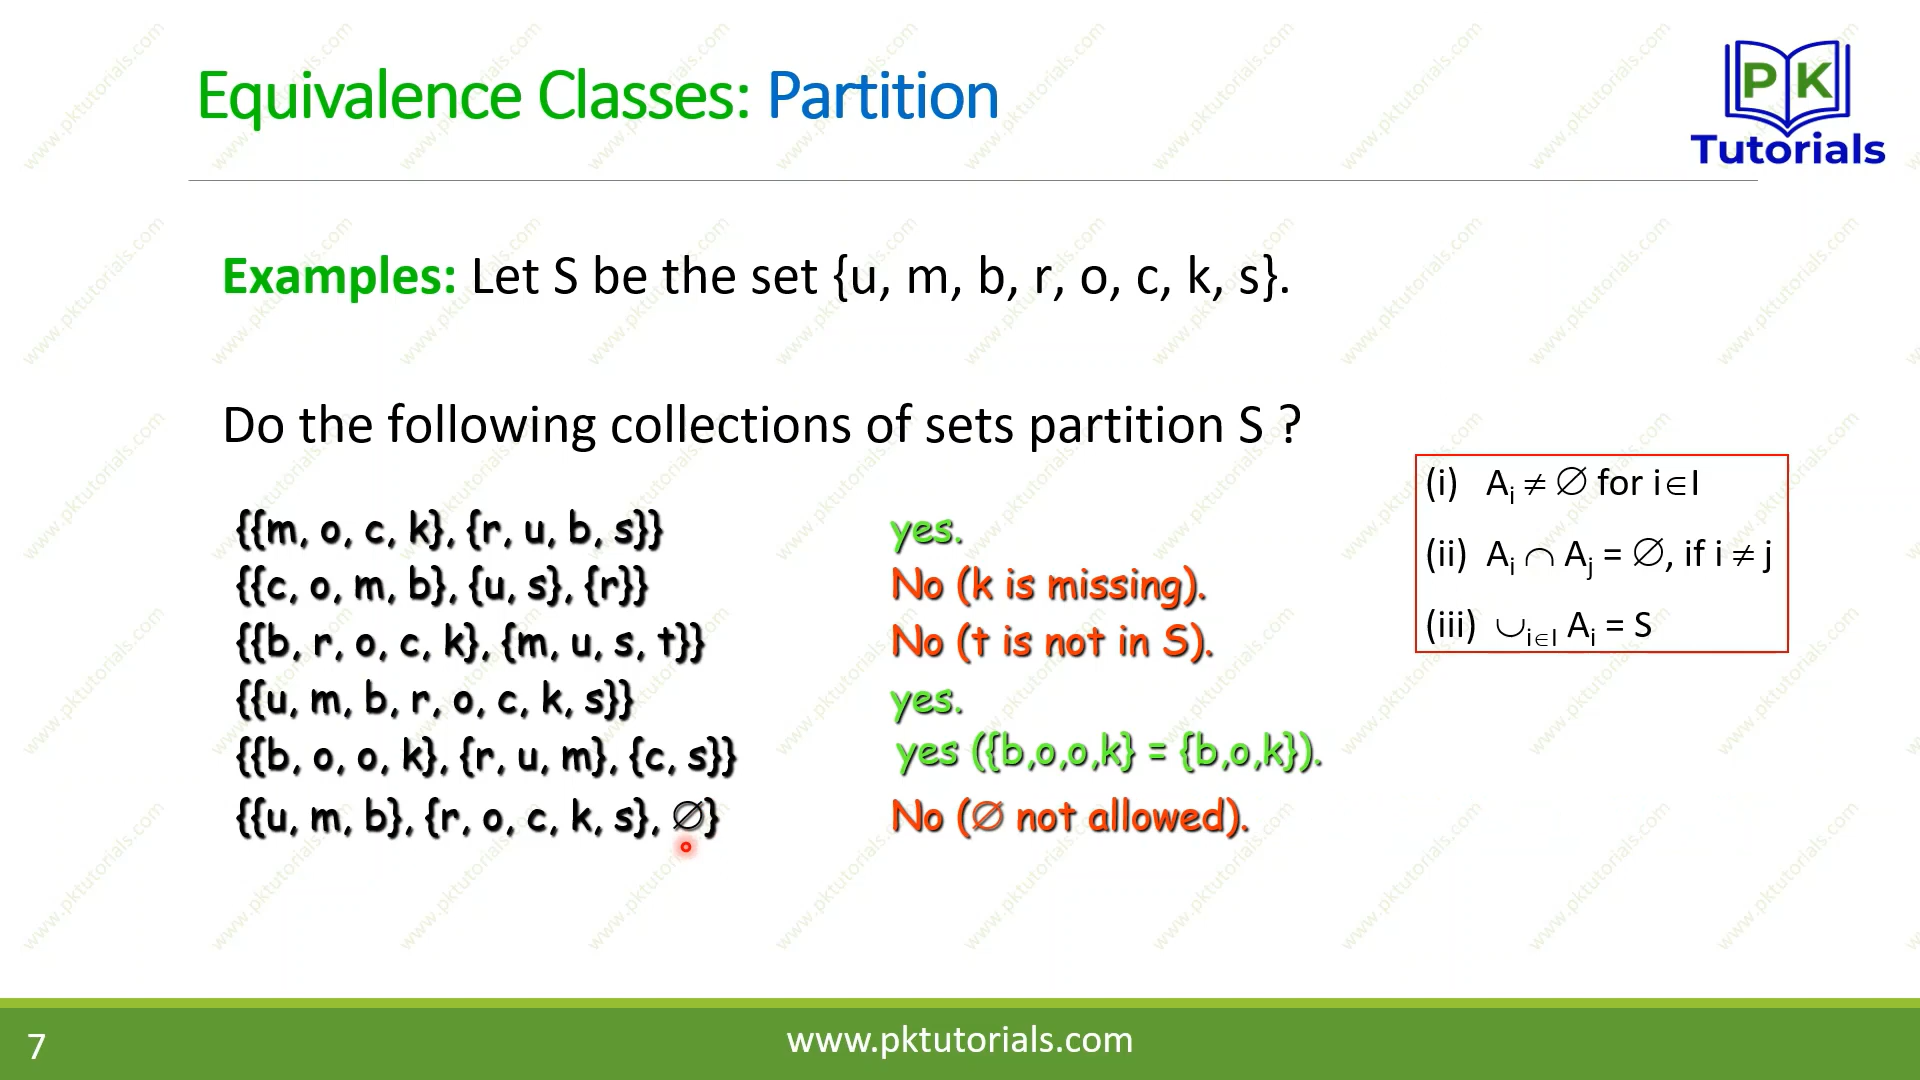 Equivalence Classes: Partition
PK
Tutorials
Examples: Let S be the set {u, m, b, r, o, c, k, s}.
Do the following collections of sets partition S ?
{{m, o, c, k}, {r, u, b, s}} yes.
{{c, o, m, b}, {u, s}, {r}} No (k is missing).
{{b, r, o, c, k}, {m, u, s, t}} No (t is not in S).
{{u, m, b, r, o, c, k, s}} yes.
{{b, o, o, k}, {r, u, m}, {c, s}} yes ({b,o,o,k} = {b,o,k}).
{{u, m, b}, {r, o, c, k, s}, ∅} No (∅ not allowed).
(i) Aᵢ ≠ ∅ for i∈I
(ii) Aᵢ ∩ Aⱼ = ∅, if i ≠ j
(iii) ∪i∈I Aᵢ = S
7
www.pktutorials.com